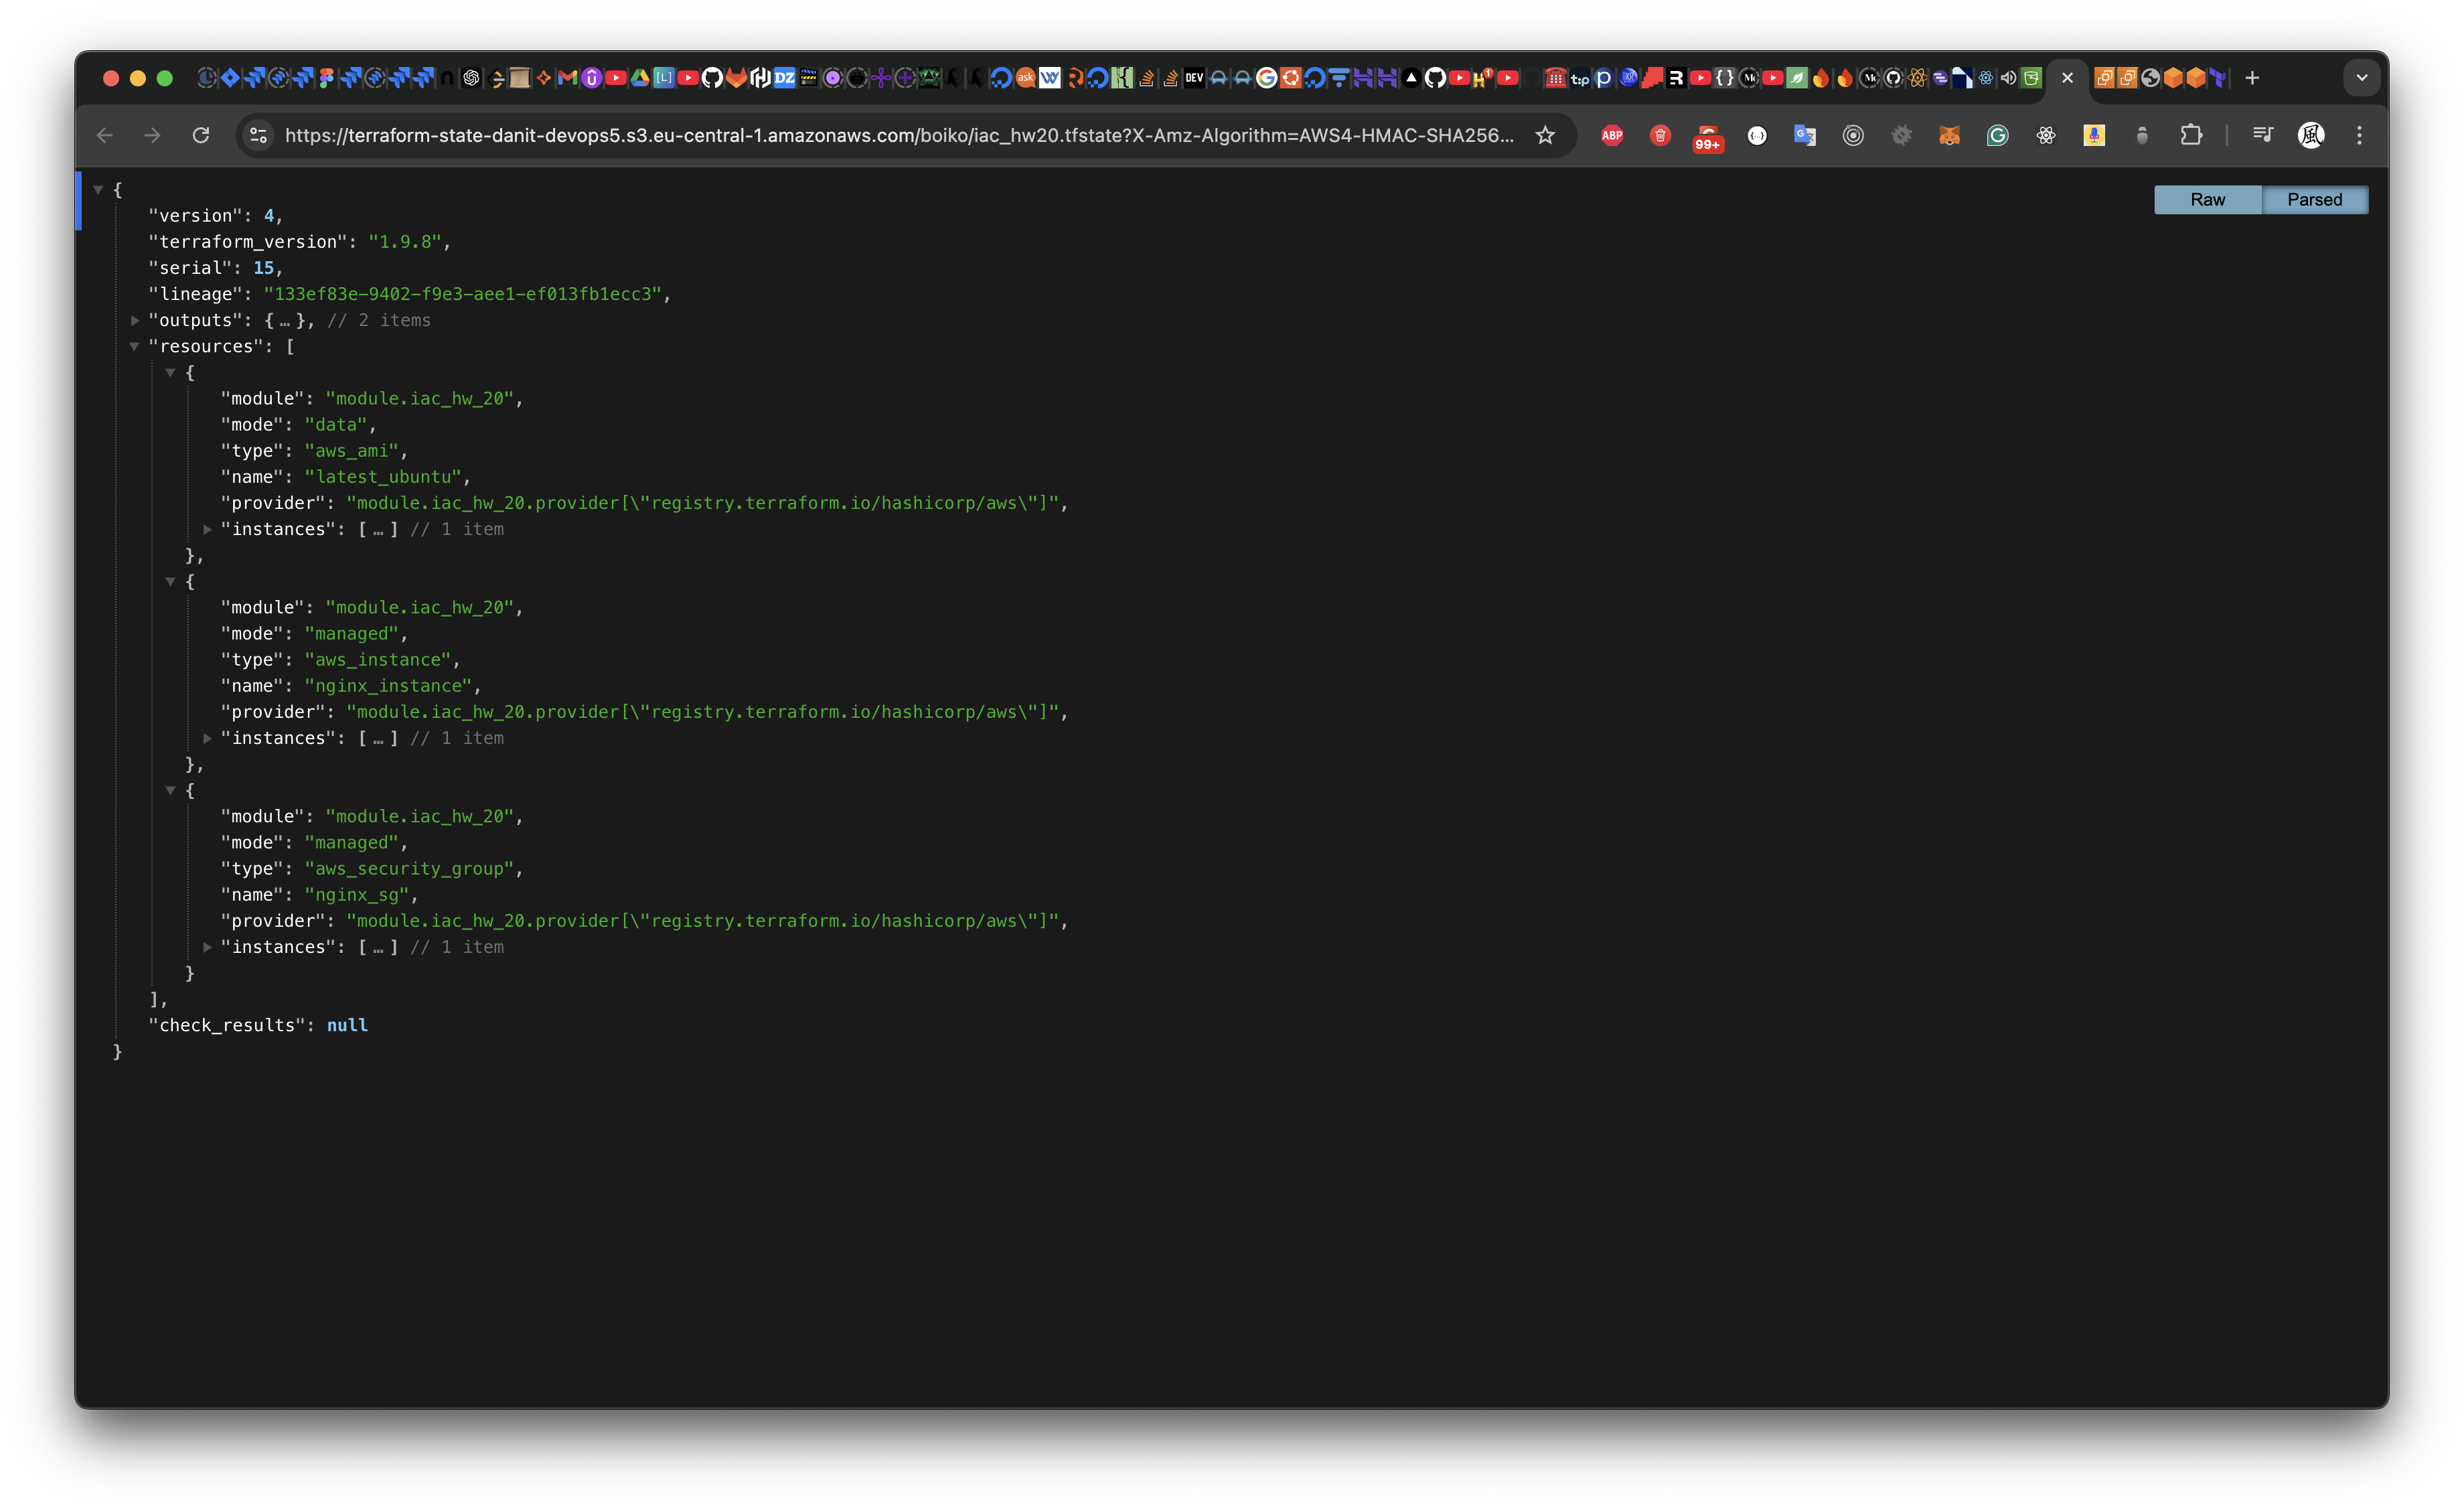 https://terraform-state-danit-devops5.s3.eu-central-1.amazonaws.com/boiko/iac_hw20.tfstate?X-Amz-Algorithm=AWS4-HMAC-SHA256...
ABP
99+
Raw
Parsed
{
"version": 4,
"terraform_version": "1.9.8",
"serial": 15,
"lineage": "133ef83e-9402-f9e3-aee1-ef013fb1ecc3",
"outputs": {…}, // 2 items
"resources": [
{
"module": "module.iac_hw_20",
"mode": "data",
"type": "aws_ami",
"name": "latest_ubuntu",
"provider": "module.iac_hw_20.provider[\"registry.terraform.io/hashicorp/aws\"]",
"instances": […] // 1 item
},
{
"module": "module.iac_hw_20",
"mode": "managed",
"type": "aws_instance",
"name": "nginx_instance",
"provider": "module.iac_hw_20.provider[\"registry.terraform.io/hashicorp/aws\"]",
"instances": […] // 1 item
},
{
"module": "module.iac_hw_20",
"mode": "managed",
"type": "aws_security_group",
"name": "nginx_sg",
"provider": "module.iac_hw_20.provider[\"registry.terraform.io/hashicorp/aws\"]",
"instances": […] // 1 item
}
],
"check_results": null
}